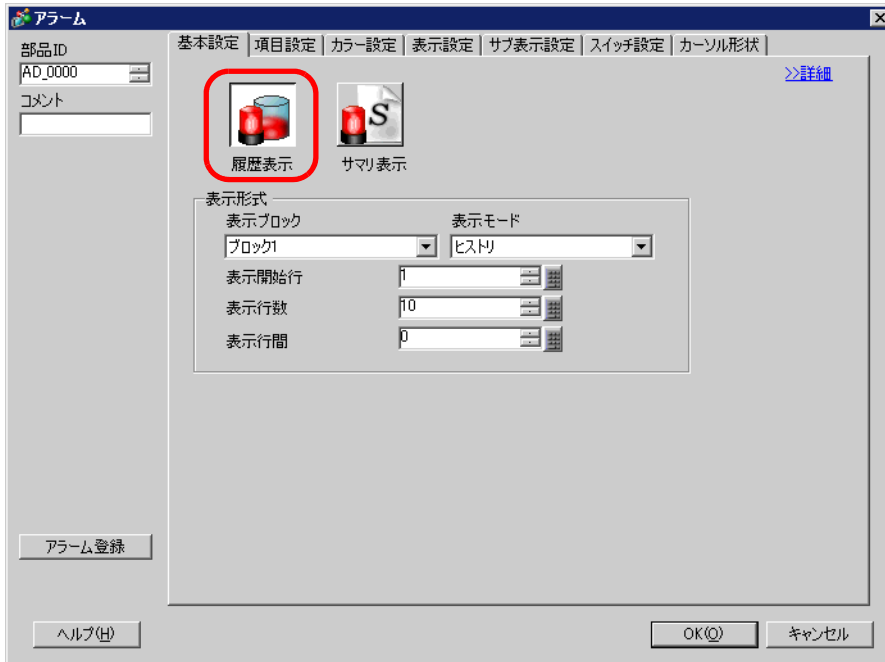 アラーム
部品ID
AD_0000
コメント
基本設定 項目設定 カラー設定 表示設定 サブ表示設定 スイッチ設定 カーソル形状
>>詳細
S
履歴表示 サマリ表示
表示形式
表示ブロック 表示モード
ブロック1 ヒストリ
表示開始行 1
表示行数 10
表示行間 0
アラーム登録
ヘルプ(H) OK(O) キャンセル